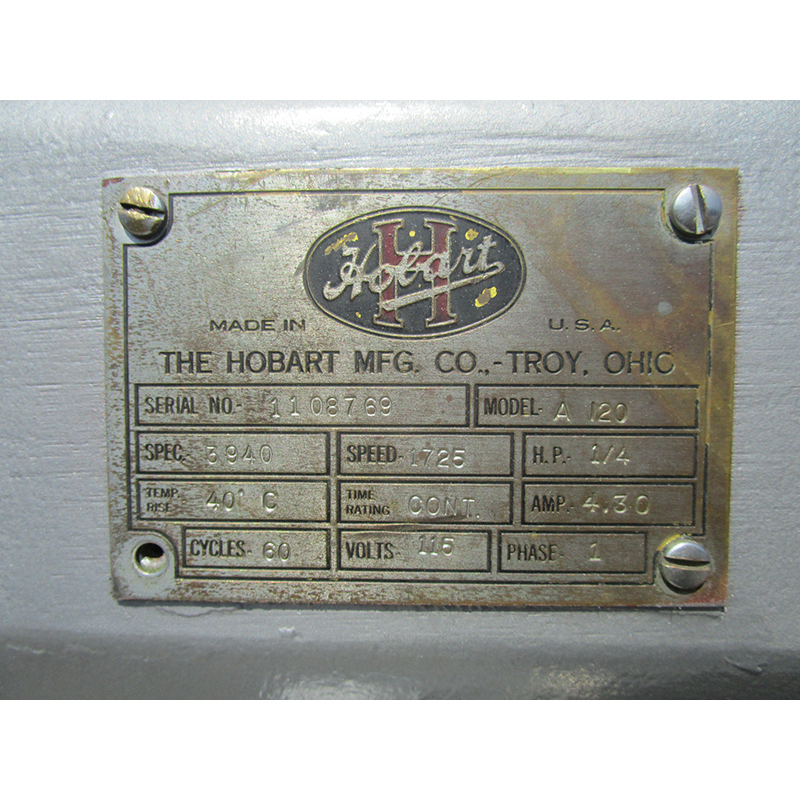 Hobart
H
MADE IN U.S.A.
THE HOBART MFG. CO.,-TROY, OHIO
SERIAL NO.- 1108769 MODEL- A 120
SPEC.- 3940 SPEED- 1725 H.P.- 1/4
TEMP. RISE- 40° C TIME RATING CONT. AMP.- 4.30
CYCLES- 60 VOLTS- 115 PHASE- 1